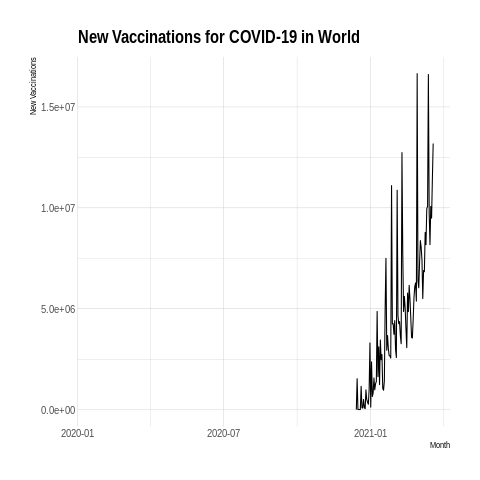 New Vaccinations for COVID-19 in World
New Vaccinations
1.5e+07
1.0e+07
5.0e+06
0.0e+00
2020-01
2020-07
2021-01
Month